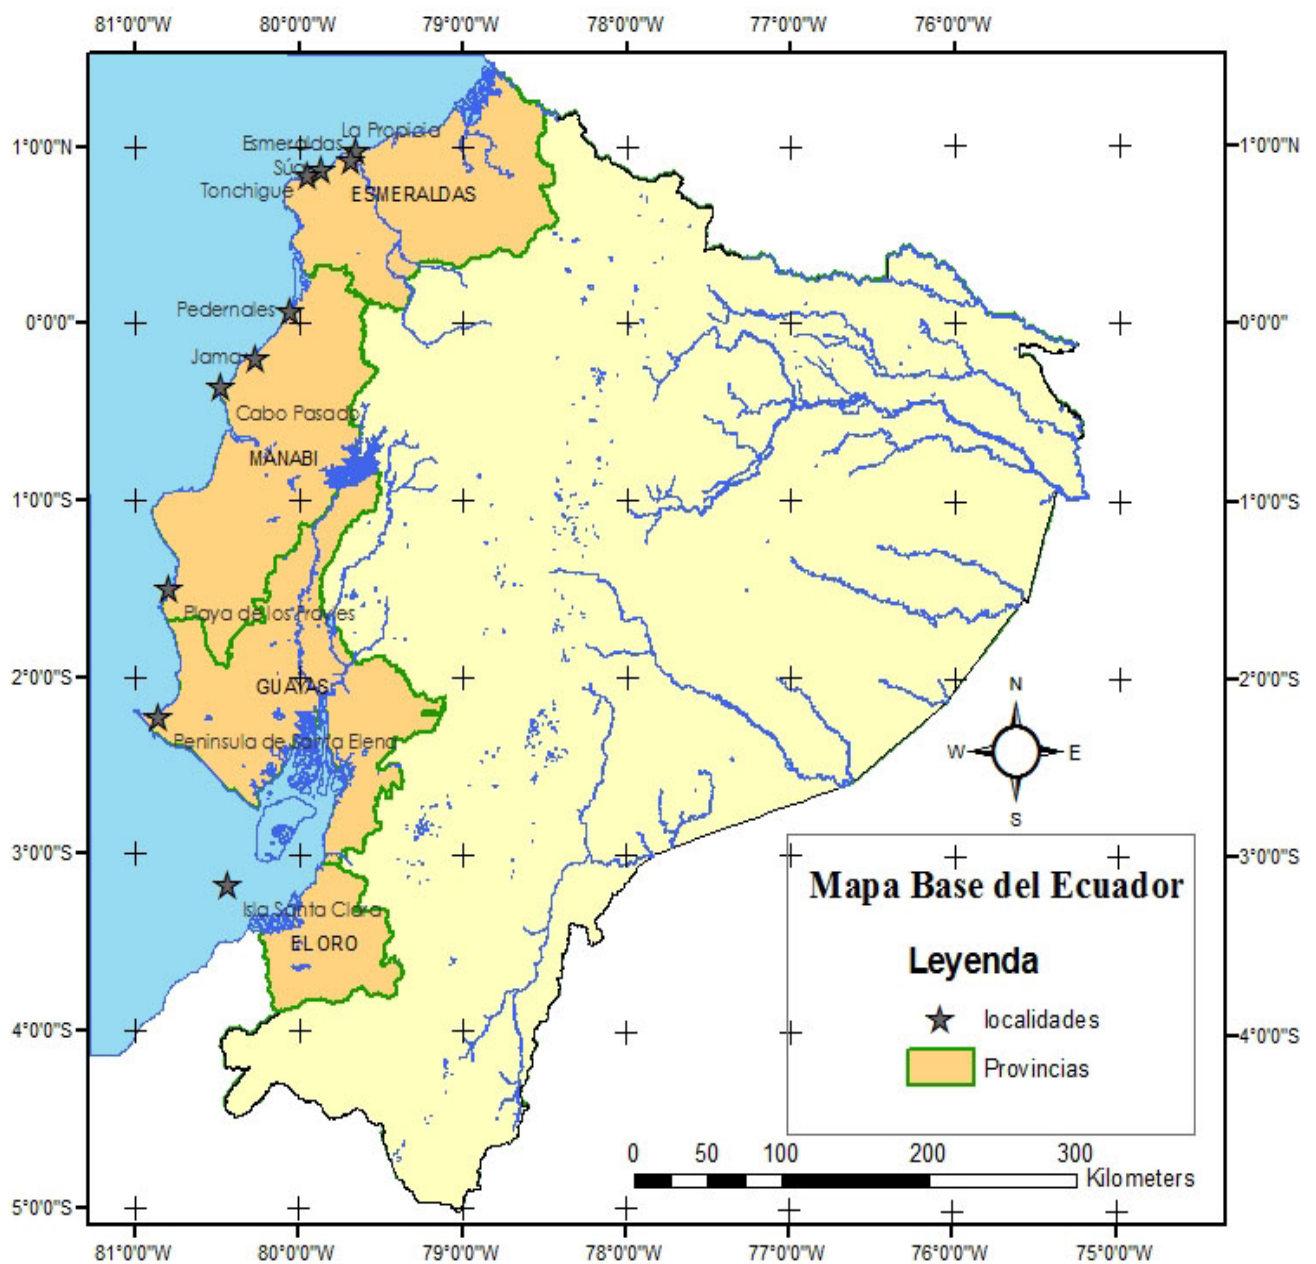 81°0'0"W 80°0'0"W 79°0'0"W 78°0'0"W 77°0'0"W 76°0'0"W
La Propicia
Esmeraldas
1°0'0"N 1°0'0"N
Súa
Tonchigue
ESMERALDAS
Pedernales
0°0'0" 0°0'0"
Jama
Cabo Pasado
MANABI
1°0'0"S 1°0'0"S
Playa de los Frayles
2°0'0"S 2°0'0"S
GUAYAS
N
Peninsula de Santa Elena
W E
S
3°0'0"S 3°0'0"S
Mapa Base del Ecuador
Isla Santa Clara
EL ORO
Leyenda
localidades
4°0'0"S 4°0'0"S
Provincias
0 50 100 200 300
Kilometers
5°0'0"S
81°0'0"W 80°0'0"W 79°0'0"W 78°0'0"W 77°0'0"W 76°0'0"W 75°0'0"W